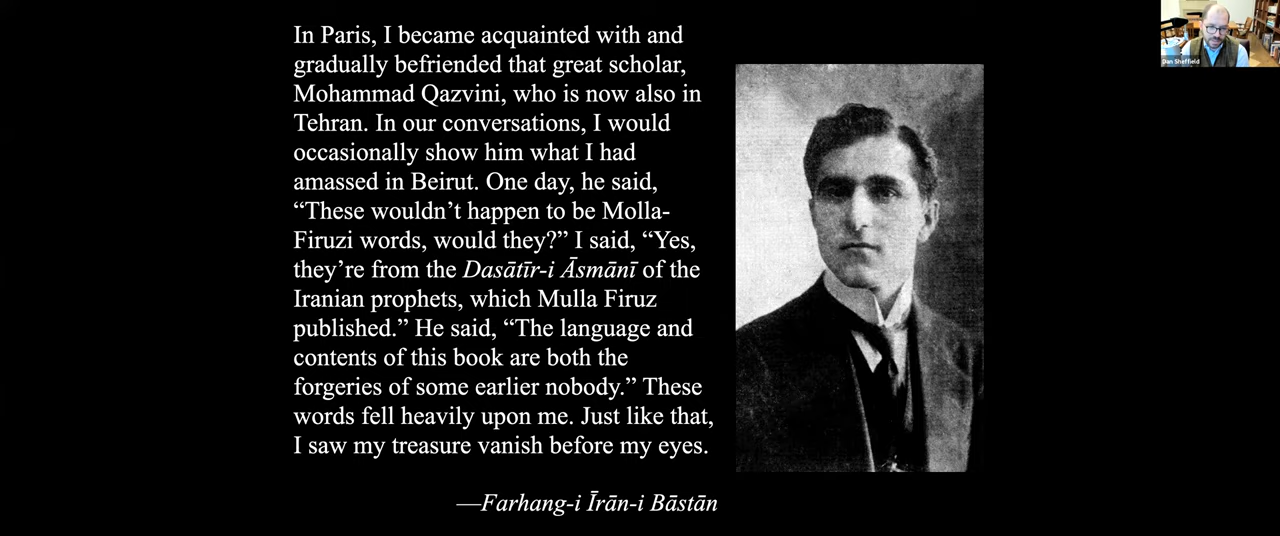 In Paris, I became acquainted with and
gradually befriended that great scholar,
Mohammad Qazvini, who is now also in
Tehran. In our conversations, I would
occasionally show him what I had
amassed in Beirut. One day, he said,
“These wouldn’t happen to be Molla-
Firuzi words, would they?” I said, “Yes,
they’re from the Dasātīr-i Āsmānī of the
Iranian prophets, which Mulla Firuz
published.” He said, “The language and
contents of this book are both the
forgeries of some earlier nobody.” These
words fell heavily upon me. Just like that,
I saw my treasure vanish before my eyes.
—Farhang-i Īrān-i Bāstān
Dan Sheffield